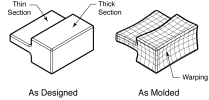 Thin
Section
Thick
Section
Warping
As Designed
As Molded